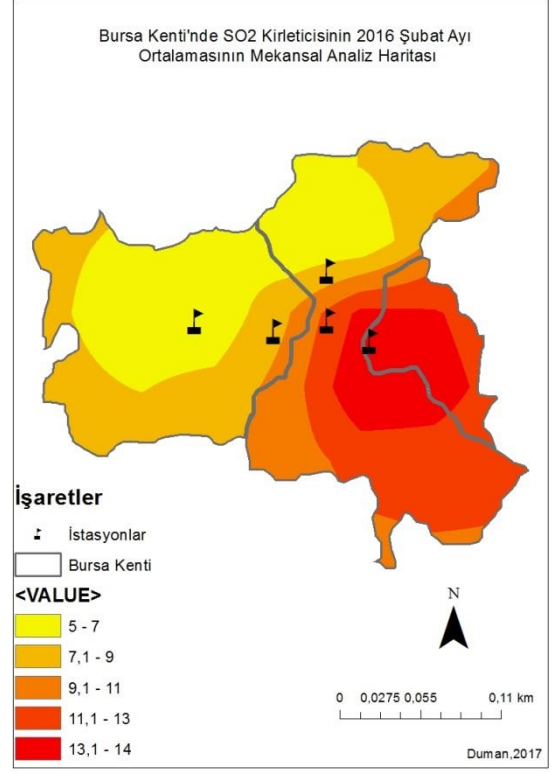 Bursa Kenti'nde SO2 Kirleticisinin 2016 Şubat Ayı
Ortalamasının Mekansal Analiz Haritası
İşaretler
İstasyonlar
Bursa Kenti
<VALUE>
5 - 7
7,1 - 9
9,1 - 11
11,1 - 13
13,1 - 14
N
0 0,0275 0,055 0,11 km
Duman,2017